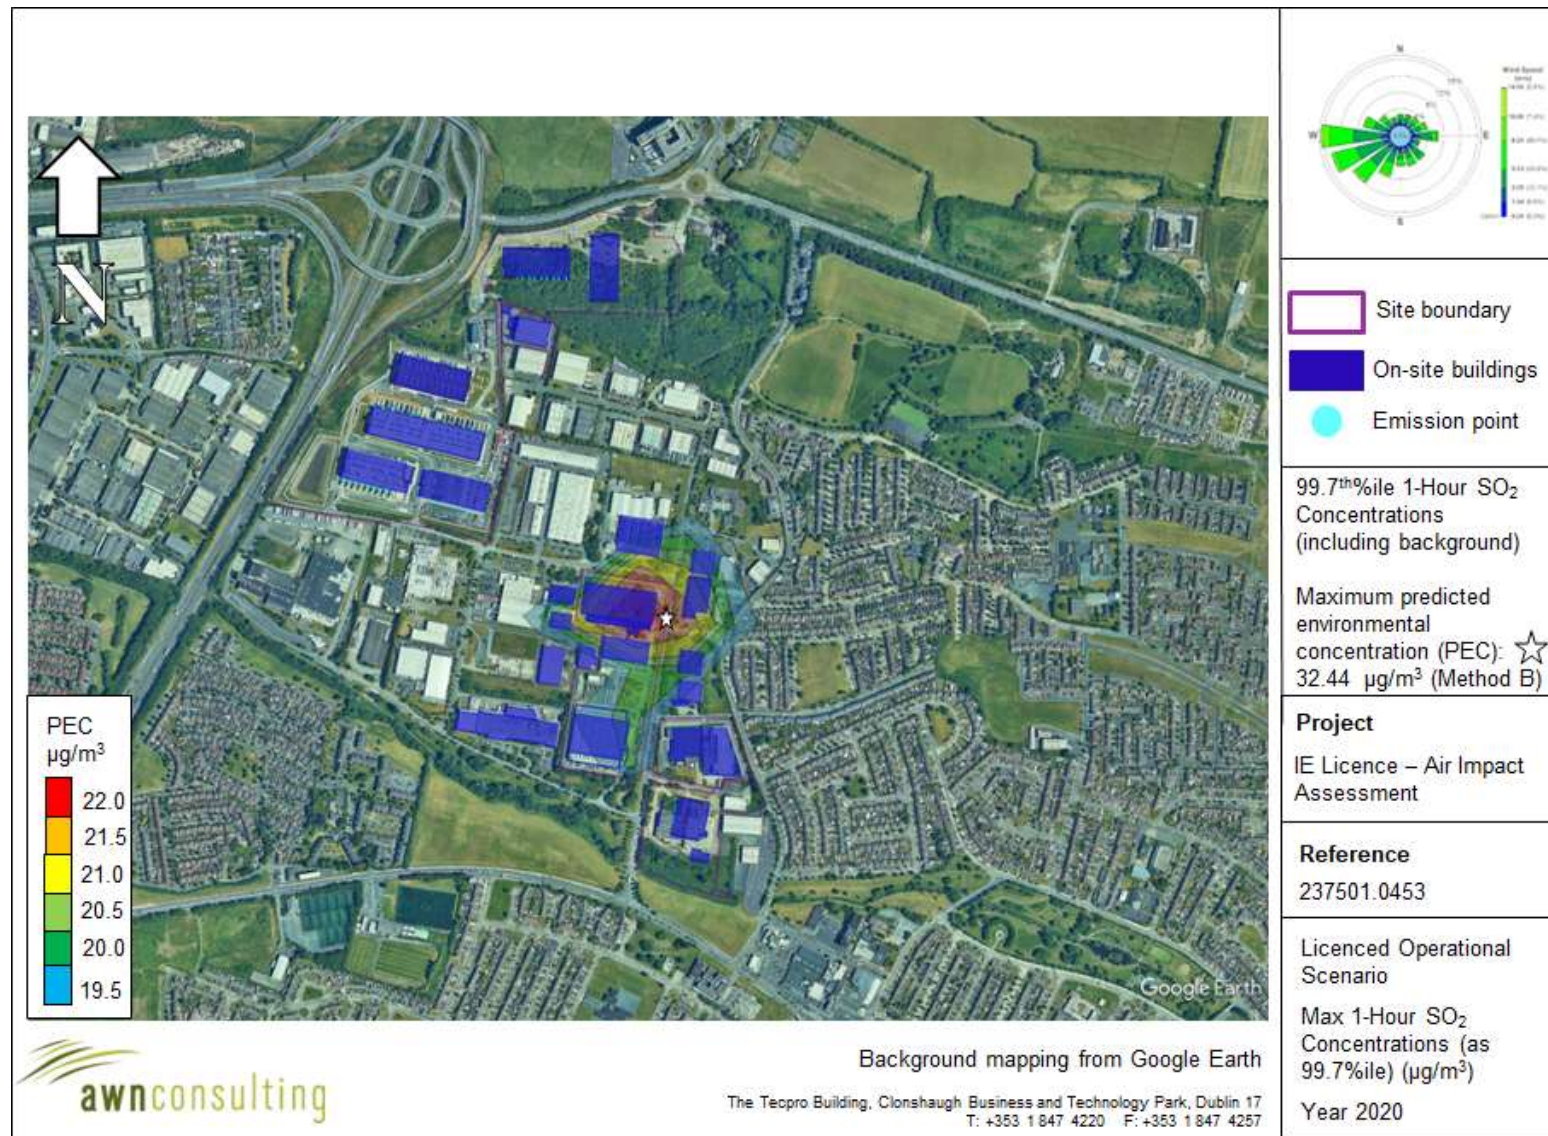 N
W
E
S
Site boundary
On-site buildings
Emission point
99.7th%ile 1-Hour SO2
Concentrations
(including background)
Maximum predicted
environmental
concentration (PEC):
32.44 µg/m3 (Method B)
Project
IE Licence – Air Impact
Assessment
Reference
237501.0453
Licenced Operational
Scenario
Max 1-Hour SO2
Concentrations (as
99.7%ile) (µg/m3)
Year 2020
N
PEC
µg/m3
22.0
21.5
21.0
20.5
20.0
19.5
Google Earth
awnconsulting
Background mapping from Google Earth
The Tecpro Building, Clonshaugh Business and Technology Park, Dublin 17
T: +353 1 847 4220 F: +353 1 847 4257